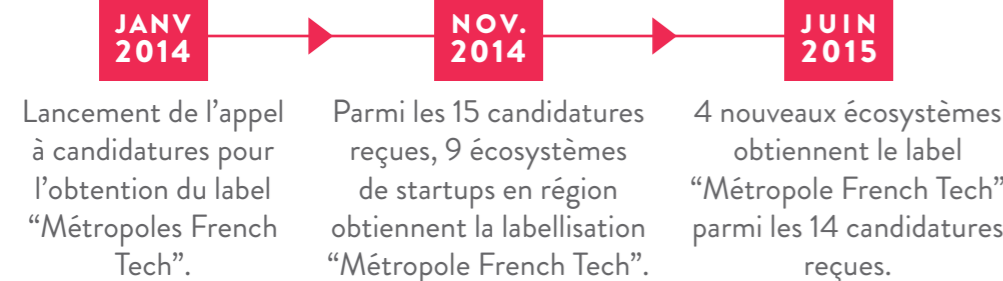 JANV
2014
Lancement de l’appel
à candidatures pour
l’obtention du label
“Métropoles French
Tech”.
NOV.
2014
Parmi les 15 candidatures
reçues, 9 écosystèmes
de startups en région
obtiennent la labellisation
“Métropole French Tech”.
JUIN
2015
4 nouveaux écosystèmes
obtiennent le label
“Métropole French Tech”
parmi les 14 candidatures
reçues.